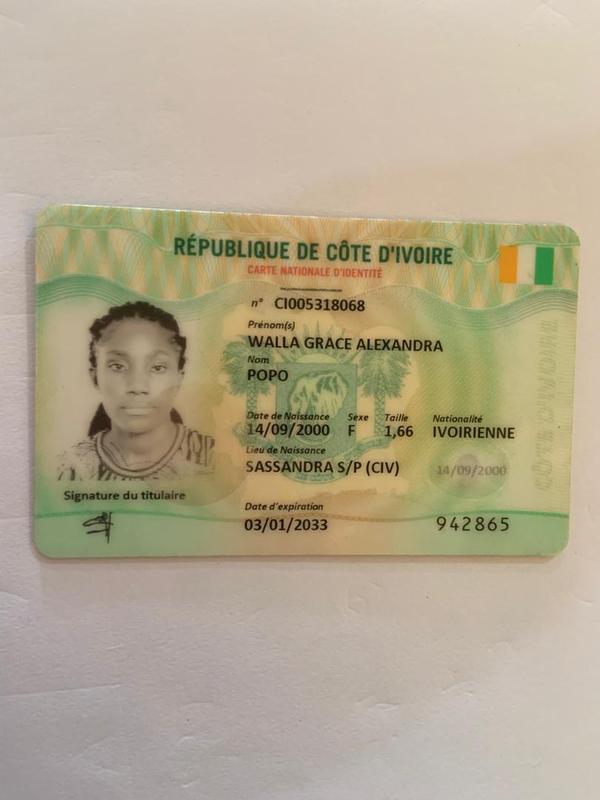 RÉPUBLIQUE DE CÔTE D'IVOIRE
CARTE NATIONALE D'IDENTITÉ
n° CI005318068
Prénom(s)
WALLA GRACE ALEXANDRA
Nom
POPO
Date de Naissance Sexe Taille Nationalité
14/09/2000 F 1,66 IVOIRIENNE
Lieu de Naissance
SASSANDRA S/P (CIV)
14/09/2000
Signature du titulaire
Date d'expiration
03/01/2033
942865